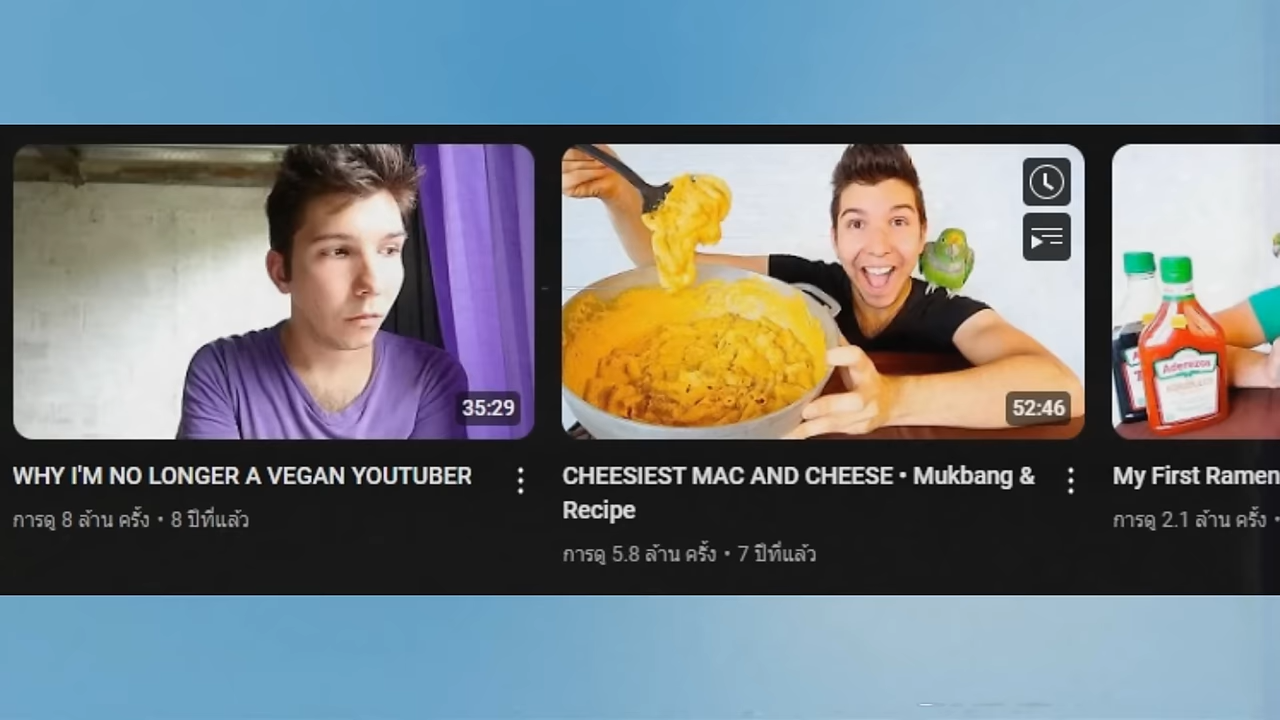 35:29
WHY I'M NO LONGER A VEGAN YOUTUBER
การดู 8 ล้าน ครั้ง • 8 ปีที่แล้ว
52:46
CHEESIEST MAC AND CHEESE • Mukbang &
Recipe
การดู 5.8 ล้าน ครั้ง • 7 ปีที่แล้ว
Aderezos
My First Ramen
การดู 2.1 ล้าน ครั้ง •